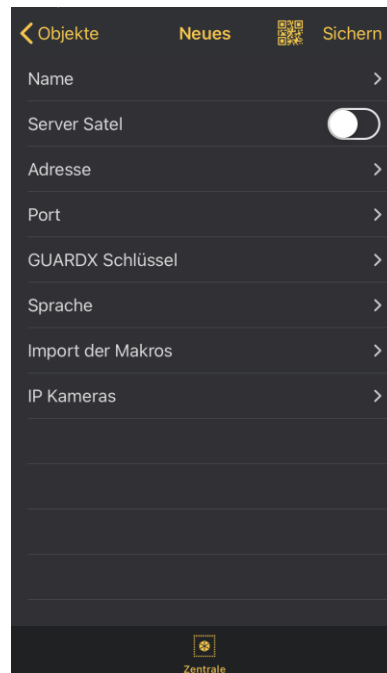 Objekte Neues Sichern
Name
Server Satel
Adresse
Port
GUARDX Schlüssel
Sprache
Import der Makros
IP Kameras
Zentrale